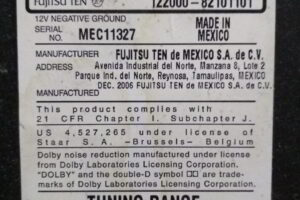 FUJITSU TEN 122000-82101101
12V NEGATIVE GROUND
SERIAL NO. MEC11327
MADE IN MEXICO
MANUFACTURER FUJITSU TEN de MEXICO S.A. de C.V.
ADDRESS Avenida Industrial del Norte, Manzana 8, Lote 2
Parque Ind. del Norte, Reynosa, Tamaulipas, MEXICO
DEC. 2006 FUJITSU TEN de MEXICO S.A. de C.V.
MANUFACTURED
This product complies with
21 CFR Chapter I. Subchapter J.
US 4,527,265 under license of
Staar S.A. -Brussels- Belgium
Dolby noise reduction manufactured under license
from Dolby Laboratories Licensing Corporation.
"DOLBY" and the double-D symbol are trade-
marks of Dolby Laboratories Licensing Corporation.
TUNING RANGE